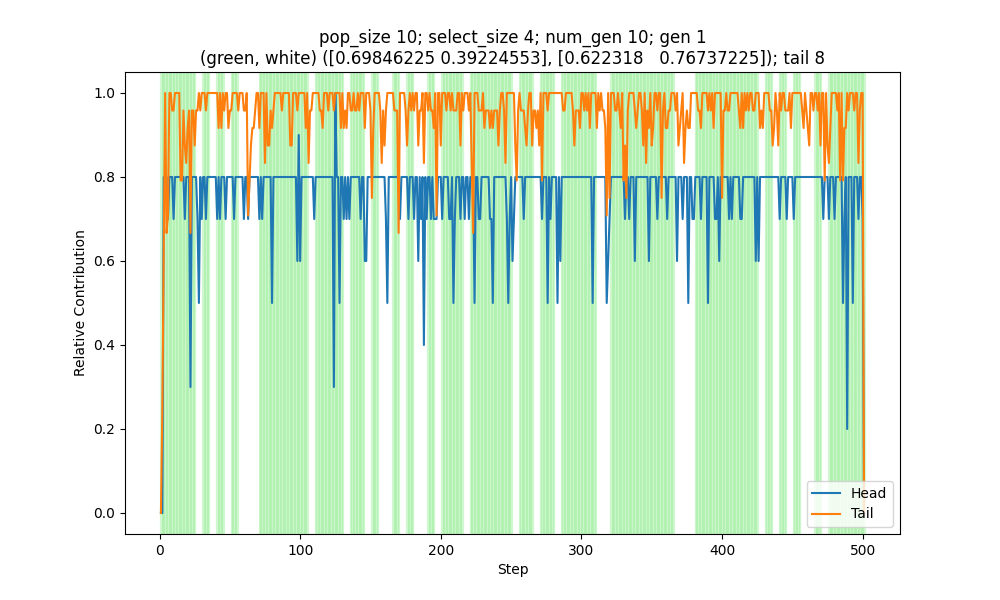 pop_size 10; select_size 4; num_gen 10; gen 1
(green, white) ([0.69846225 0.39224553], [0.622318   0.76737225]); tail 8
1.0
0.8
0.6
0.4
0.2
0.0
Relative Contribution
Head
Tail
0 100 200 300 400 500
Step